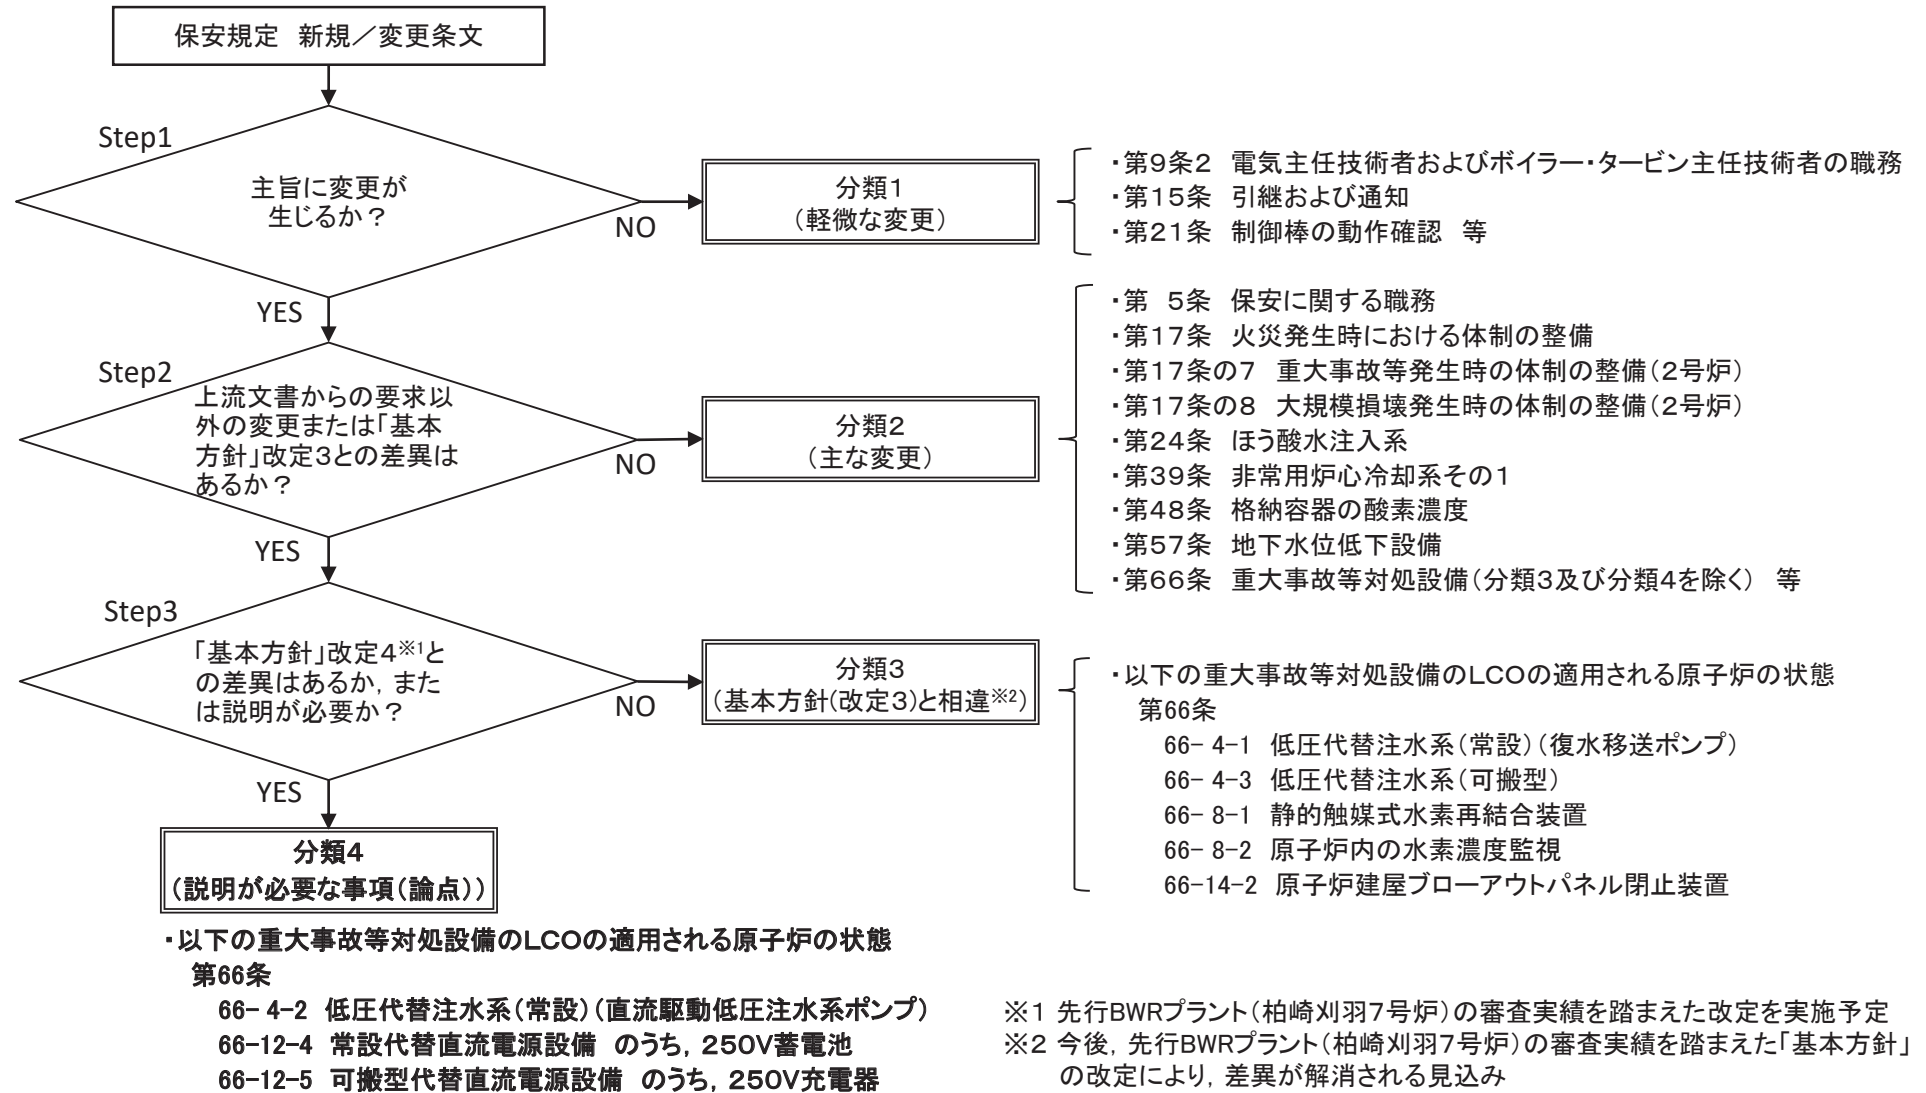 保安規定 新規／変更条文
Step1
主旨に変更が
生じるか？
NO
YES
分類１
（軽微な変更）
・第９条２ 電気主任技術者およびボイラー・タービン主任技術者の職務
・第１５条 引継および通知
・第２１条 制御棒の動作確認 等
Step2
上流文書からの要求以
外の変更または「基本
方針」改定３との差異は
あるか？
NO
YES
分類２
（主な変更）
・第 ５条 保安に関する職務
・第１７条 火災発生時における体制の整備
・第１７条の７ 重大事故等発生時の体制の整備（２号炉）
・第１７条の８ 大規模損壊発生時の体制の整備（２号炉）
・第２４条 ほう酸水注入系
・第３９条 非常用炉心冷却系その１
・第４８条 格納容器の酸素濃度
・第５７条 地下水位低下設備
・第６６条 重大事故等対処設備（分類３及び分類４を除く） 等
Step3
「基本方針」改定４※1と
の差異はあるか，また
は説明が必要か？
NO
YES
分類３
（基本方針(改定３)と相違※2）
・以下の重大事故等対処設備のＬＣＯの適用される原子炉の状態
第66条
66- 4-1 低圧代替注水系（常設）（復水移送ポンプ）
66- 4-3 低圧代替注水系（可搬型）
66- 8-1 静的触媒式水素再結合装置
66- 8-2 原子炉内の水素濃度監視
66-14-2 原子炉建屋ブローアウトパネル閉止装置
分類４
（説明が必要な事項（論点））
・以下の重大事故等対処設備のＬＣＯの適用される原子炉の状態
第66条
66- 4-2 低圧代替注水系（常設）（直流駆動低圧注水系ポンプ）
66-12-4 常設代替直流電源設備 のうち，２５０Ｖ蓄電池
66-12-5 可搬型代替直流電源設備 のうち，２５０Ｖ充電器
※１ 先行BWRプラント（柏崎刈羽７号炉）の審査実績を踏まえた改定を実施予定
※２ 今後，先行BWRプラント（柏崎刈羽７号炉）の審査実績を踏まえた「基本方針」
の改定により，差異が解消される見込み